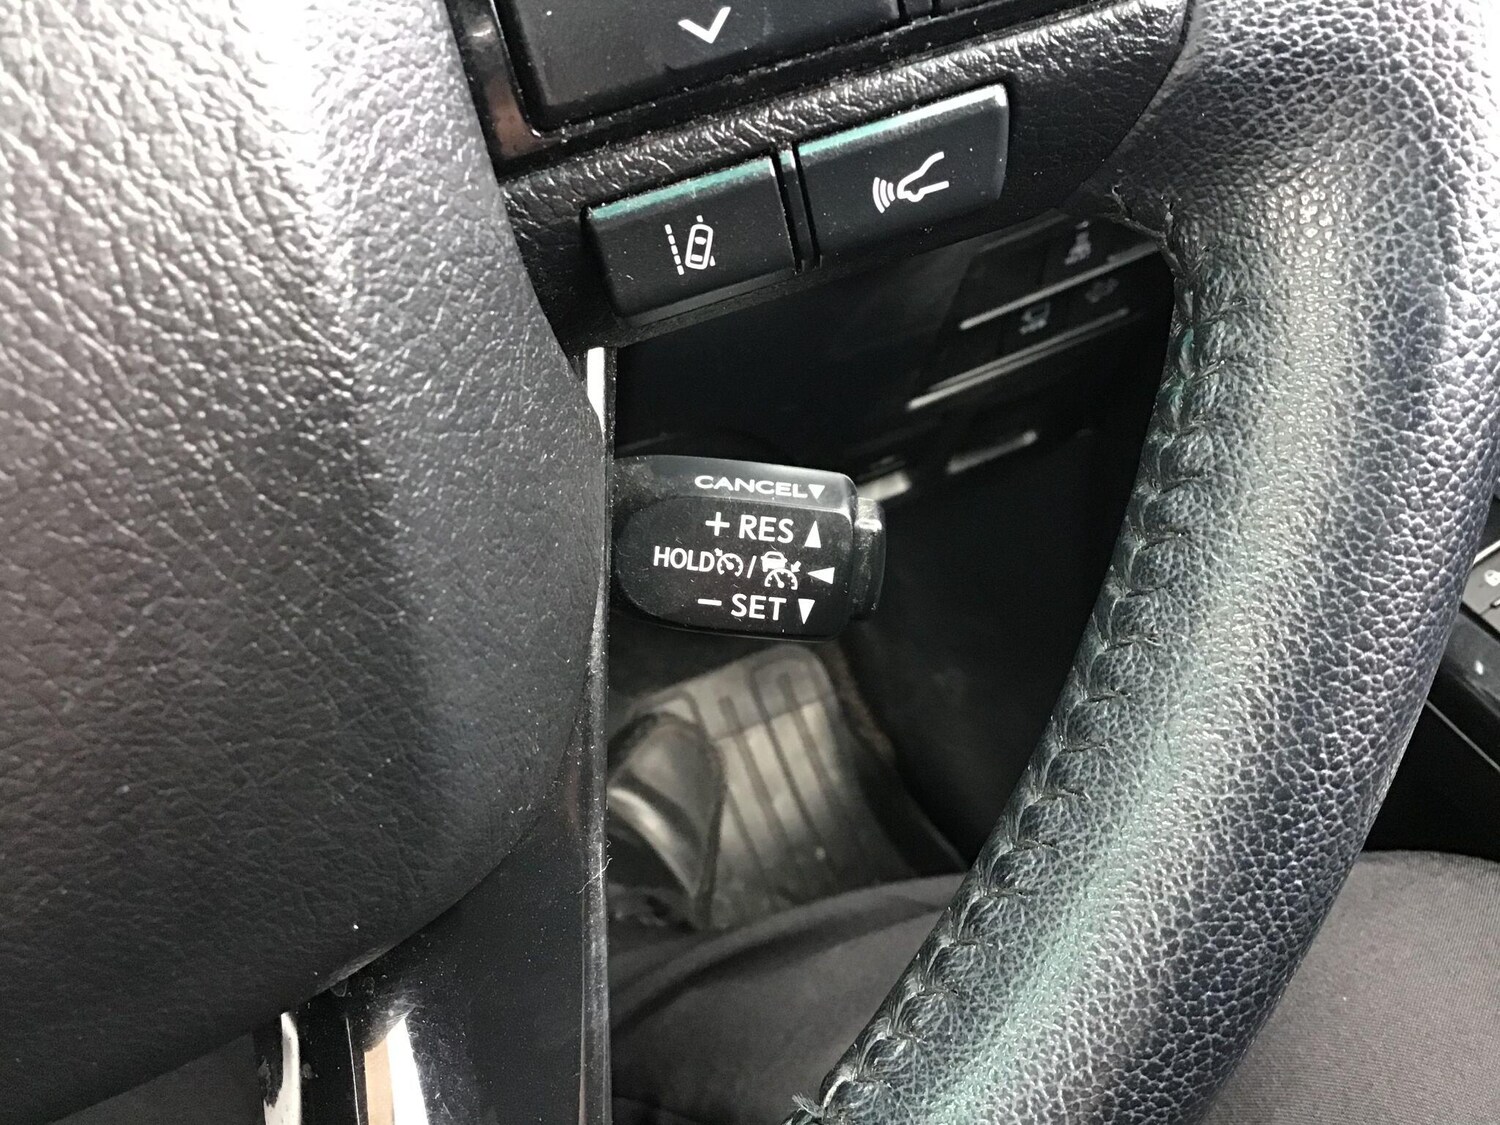 CANCEL▼
+ RES ▲
HOLD / ◄
− SET ▼